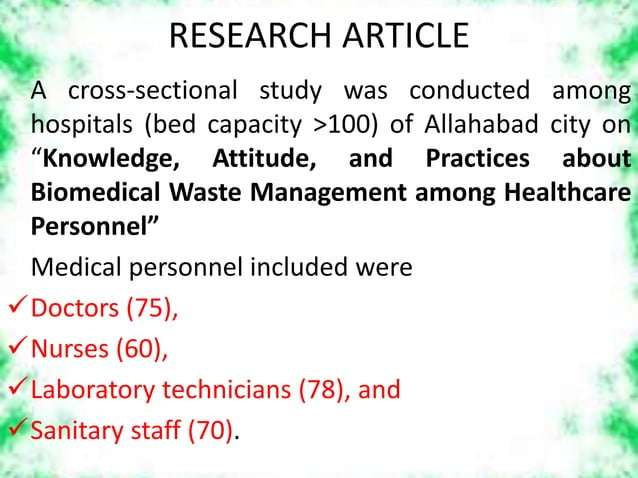 RESEARCH ARTICLE
A cross-sectional study was conducted among
hospitals (bed capacity >100) of Allahabad city on
“Knowledge, Attitude, and Practices about
Biomedical Waste Management among Healthcare
Personnel”
Medical personnel included were
✓Doctors (75),
✓Nurses (60),
✓Laboratory technicians (78), and
✓Sanitary staff (70).